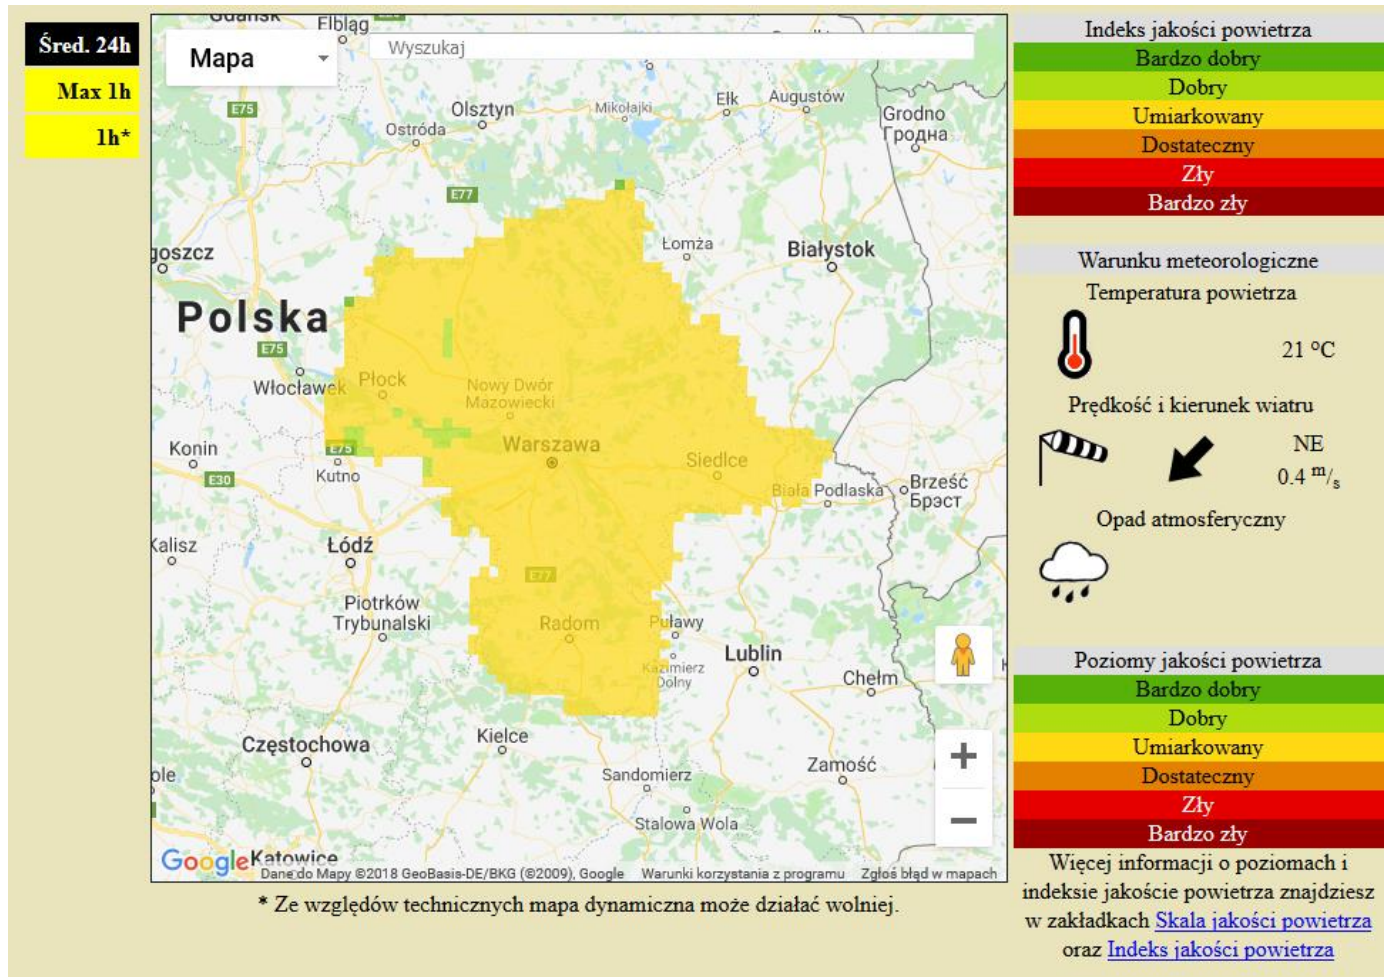 Śred. 24h
Max 1h
1h*
Mapa
Wyszukaj
Gdańsk
Elbląg
Olsztyn
Mikołajki
Ełk
Augustów
Grodno
Гродна
Ostróda
E75
E77
Łomża
Białystok
goszcz
Polska
E75
Włocławek
Płock
Nowy Dwór
Mazowiecki
Konin
E75
Warszawa
Siedlce
Kutno
E30
Biała Podlaska
Brześć
Брэст
Kalisz
Łódź
E77
Piotrków
Trybunalski
Radom
Puławy
Lublin
Kazimierz
Dolny
Chełm
Częstochowa
Kielce
Sandomierz
Zamość
ole
Stalowa Wola
Google
Katowice
Dane do Mapy ©2018 GeoBasis-DE/BKG (©2009), Google
Warunki korzystania z programu
Zgłoś błąd w mapach
* Ze względów technicznych mapa dynamiczna może działać wolniej.
Indeks jakości powietrza
Bardzo dobry
Dobry
Umiarkowany
Dostateczny
Zły
Bardzo zły
Warunku meteorologiczne
Temperatura powietrza
21 °C
Prędkość i kierunek wiatru
NE
0.4 m/s
Opad atmosferyczny
Poziomy jakości powietrza
Bardzo dobry
Dobry
Umiarkowany
Dostateczny
Zły
Bardzo zły
Więcej informacji o poziomach i
indeksie jakoście powietrza znajdziesz
w zakładkach Skala jakości powietrza
oraz Indeks jakości powietrza